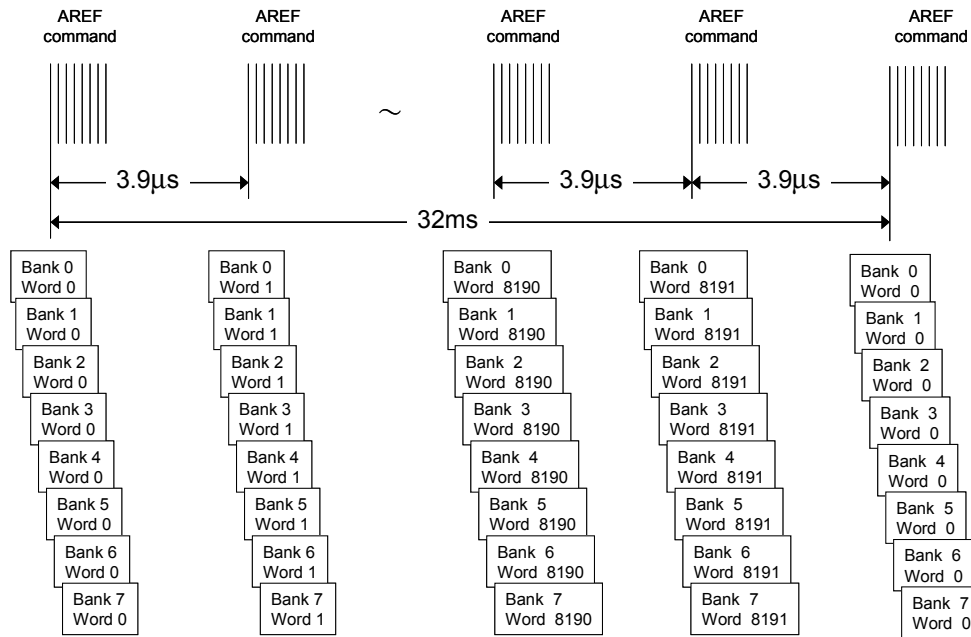 AREF
command
AREF
command
AREF
command
AREF
command
AREF
command
～
3.9μs
3.9μs
3.9μs
32ms
Bank 0
Word 0
Bank 1
Word 0
Bank 2
Word 0
Bank 3
Word 0
Bank 4
Word 0
Bank 5
Word 0
Bank 6
Word 0
Bank 7
Word 0
Bank 0
Word 1
Bank 1
Word 1
Bank 2
Word 1
Bank 3
Word 1
Bank 4
Word 1
Bank 5
Word 1
Bank 6
Word 1
Bank 7
Word 1
Bank 0
Word 8190
Bank 1
Word 8190
Bank 2
Word 8190
Bank 3
Word 8190
Bank 4
Word 8190
Bank 5
Word 8190
Bank 6
Word 8190
Bank 7
Word 8190
Bank 0
Word 8191
Bank 1
Word 8191
Bank 2
Word 8191
Bank 3
Word 8191
Bank 4
Word 8191
Bank 5
Word 8191
Bank 6
Word 8191
Bank 7
Word 8191
Bank 0
Word 0
Bank 1
Word 0
Bank 2
Word 0
Bank 3
Word 0
Bank 4
Word 0
Bank 5
Word 0
Bank 6
Word 0
Bank 7
Word 0